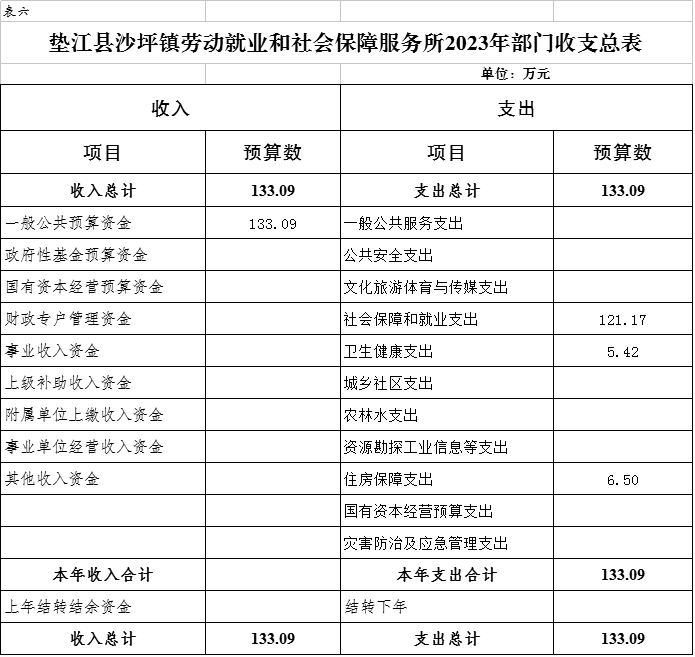 表六
垫江县沙坪镇劳动就业和社会保障服务所2023年部门收支总表
单位：万元
收入 支出
项目 预算数 项目 预算数
收入总计 133.09 支出总计 133.09
一般公共预算资金 133.09 一般公共服务支出
政府性基金预算资金 公共安全支出
国有资本经营预算资金 文化旅游体育与传媒支出
财政专户管理资金 社会保障和就业支出 121.17
事业收入资金 卫生健康支出 5.42
上级补助收入资金 城乡社区支出
附属单位上缴收入资金 农林水支出
事业单位经营收入资金 资源勘探工业信息等支出
其他收入资金 住房保障支出 6.50
国有资本经营预算支出
灾害防治及应急管理支出
本年收入合计 本年支出合计 133.09
上年结转结余资金 结转下年
收入总计 133.09 支出总计 133.09